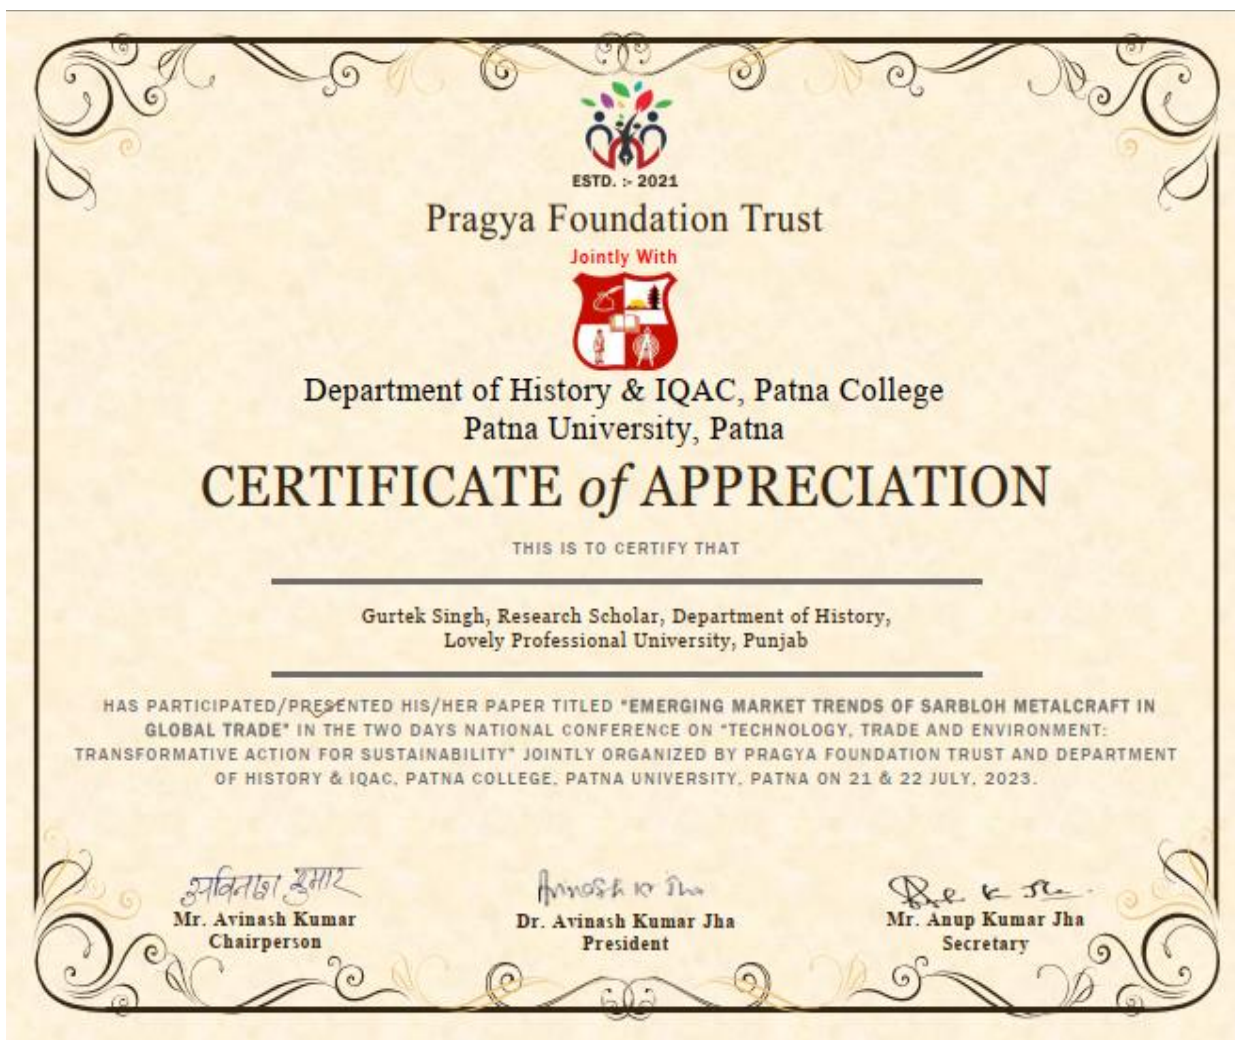 ESTD. :- 2021
Pragya Foundation Trust
Jointly With
Department of History & IQAC, Patna College
Patna University, Patna
CERTIFICATE of APPRECIATION
THIS IS TO CERTIFY THAT
Gurtek Singh, Research Scholar, Department of History,
Lovely Professional University, Punjab
HAS PARTICIPATED/PRESENTED HIS/HER PAPER TITLED "EMERGING MARKET TRENDS OF SARBLOH METALCRAFT IN
GLOBAL TRADE" IN THE TWO DAYS NATIONAL CONFERENCE ON "TECHNOLOGY, TRADE AND ENVIRONMENT:
TRANSFORMATIVE ACTION FOR SUSTAINABILITY" JOINTLY ORGANIZED BY PRAGYA FOUNDATION TRUST AND DEPARTMENT
OF HISTORY & IQAC, PATNA COLLEGE, PATNA UNIVERSITY, PATNA ON 21 & 22 JULY, 2023.
अविनाश कुमार
Mr. Avinash Kumar
Chairperson
Dr. Avinash Kumar Jha
President
Mr. Anup Kumar Jha
Secretary